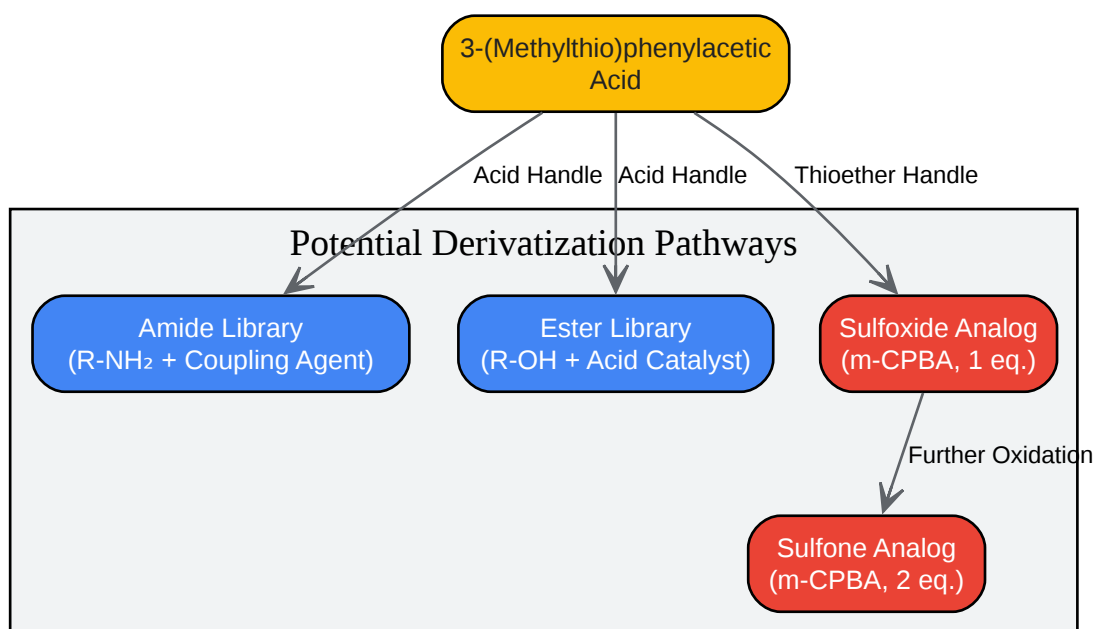 3-(Methylthio)phenylacetic
Acid
Acid Handle
Acid Handle
Thioether Handle
Potential Derivatization Pathways
Amide Library
(R-NH₂ + Coupling Agent)
Ester Library
(R-OH + Acid Catalyst)
Sulfoxide Analog
(m-CPBA, 1 eq.)
Further Oxidation
Sulfone Analog
(m-CPBA, 2 eq.)